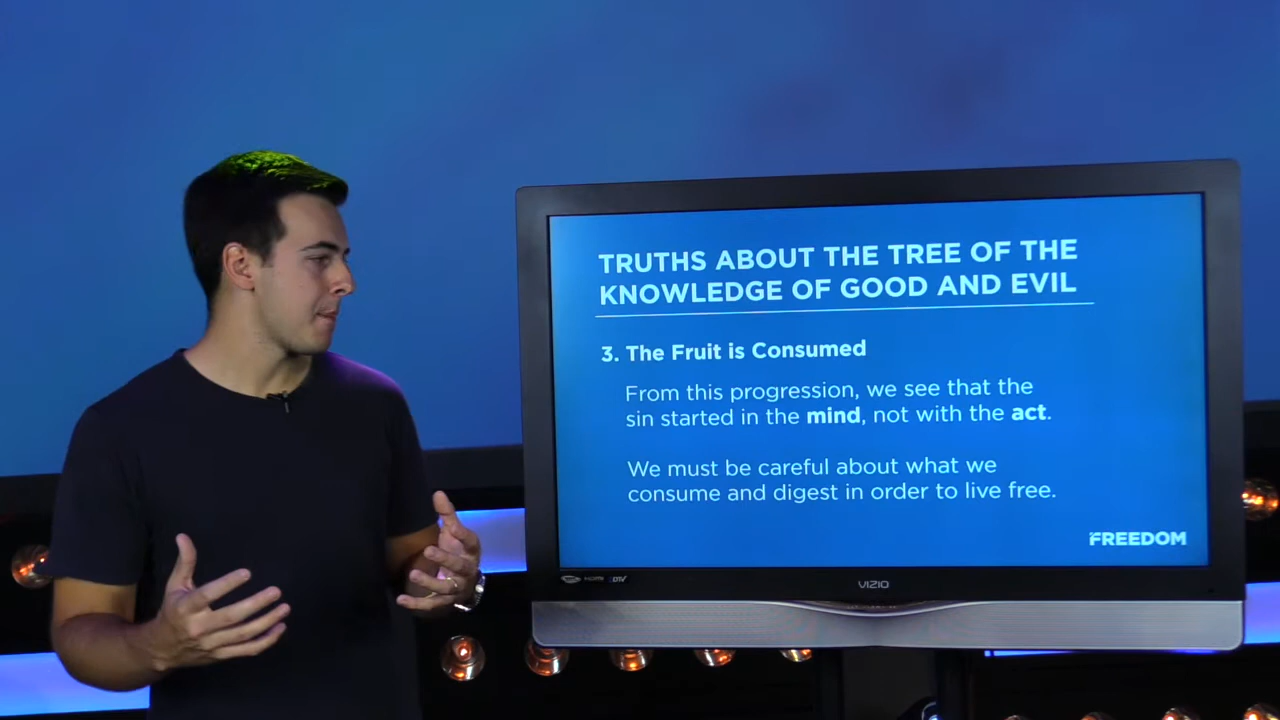 TRUTHS ABOUT THE TREE OF THE
KNOWLEDGE OF GOOD AND EVIL
3. The Fruit is Consumed
From this progression, we see that the
sin started in the mind, not with the act.
We must be careful about what we
consume and digest in order to live free.
FREEDOM
HDMI DTV
VIZIO